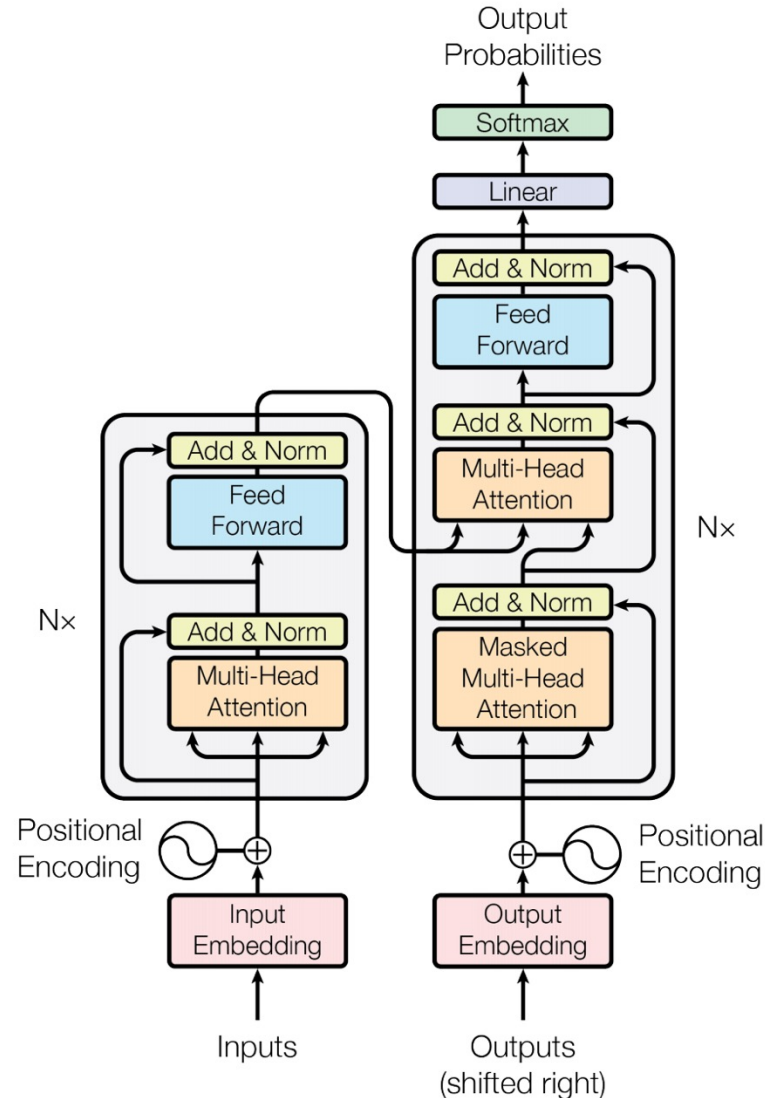 Output
Probabilities
Softmax
Linear
Add & Norm
Feed
Forward
Add & Norm
Multi-Head
Attention
Add & Norm
Masked
Multi-Head
Attention
Nx
Add & Norm
Feed
Forward
Add & Norm
Multi-Head
Attention
Nx
Positional
Encoding
Positional
Encoding
Input
Embedding
Output
Embedding
Inputs
Outputs
(shifted right)